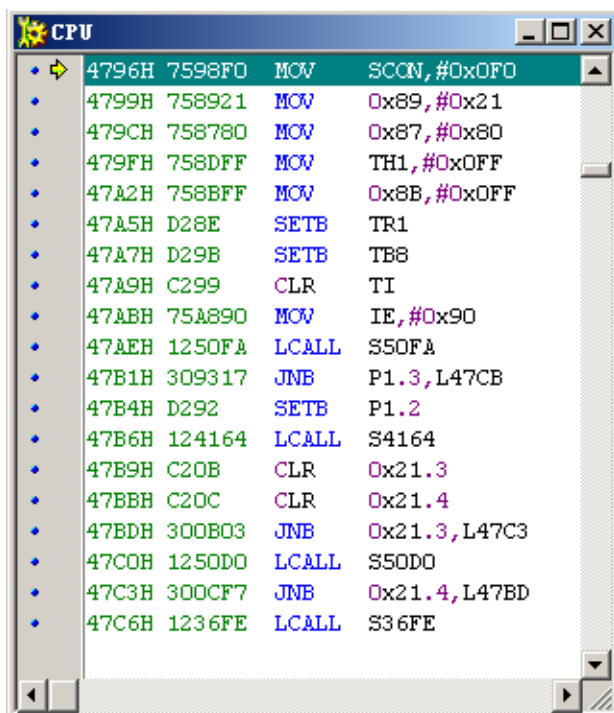 CPU
4796H 7598F0 MOV SCON,#0x0F0
4799H 758921 MOV 0x89,#0x21
479CH 758780 MOV 0x87,#0x80
479FH 758DFF MOV TH1,#0x0FF
47A2H 758BFF MOV 0x8B,#0x0FF
47A5H D28E SETB TR1
47A7H D29B SETB TB8
47A9H C299 CLR TI
47ABH 75A890 MOV IE,#0x90
47AEH 1250FA LCALL S50FA
47B1H 309317 JNB P1.3,L47CB
47B4H D292 SETB P1.2
47B6H 124164 LCALL S4164
47B9H C20B CLR 0x21.3
47BBH C20C CLR 0x21.4
47BDH 300B03 JNB 0x21.3,L47C3
47C0H 1250D0 LCALL S50D0
47C3H 300CF7 JNB 0x21.4,L47BD
47C6H 1236FE LCALL S36FE